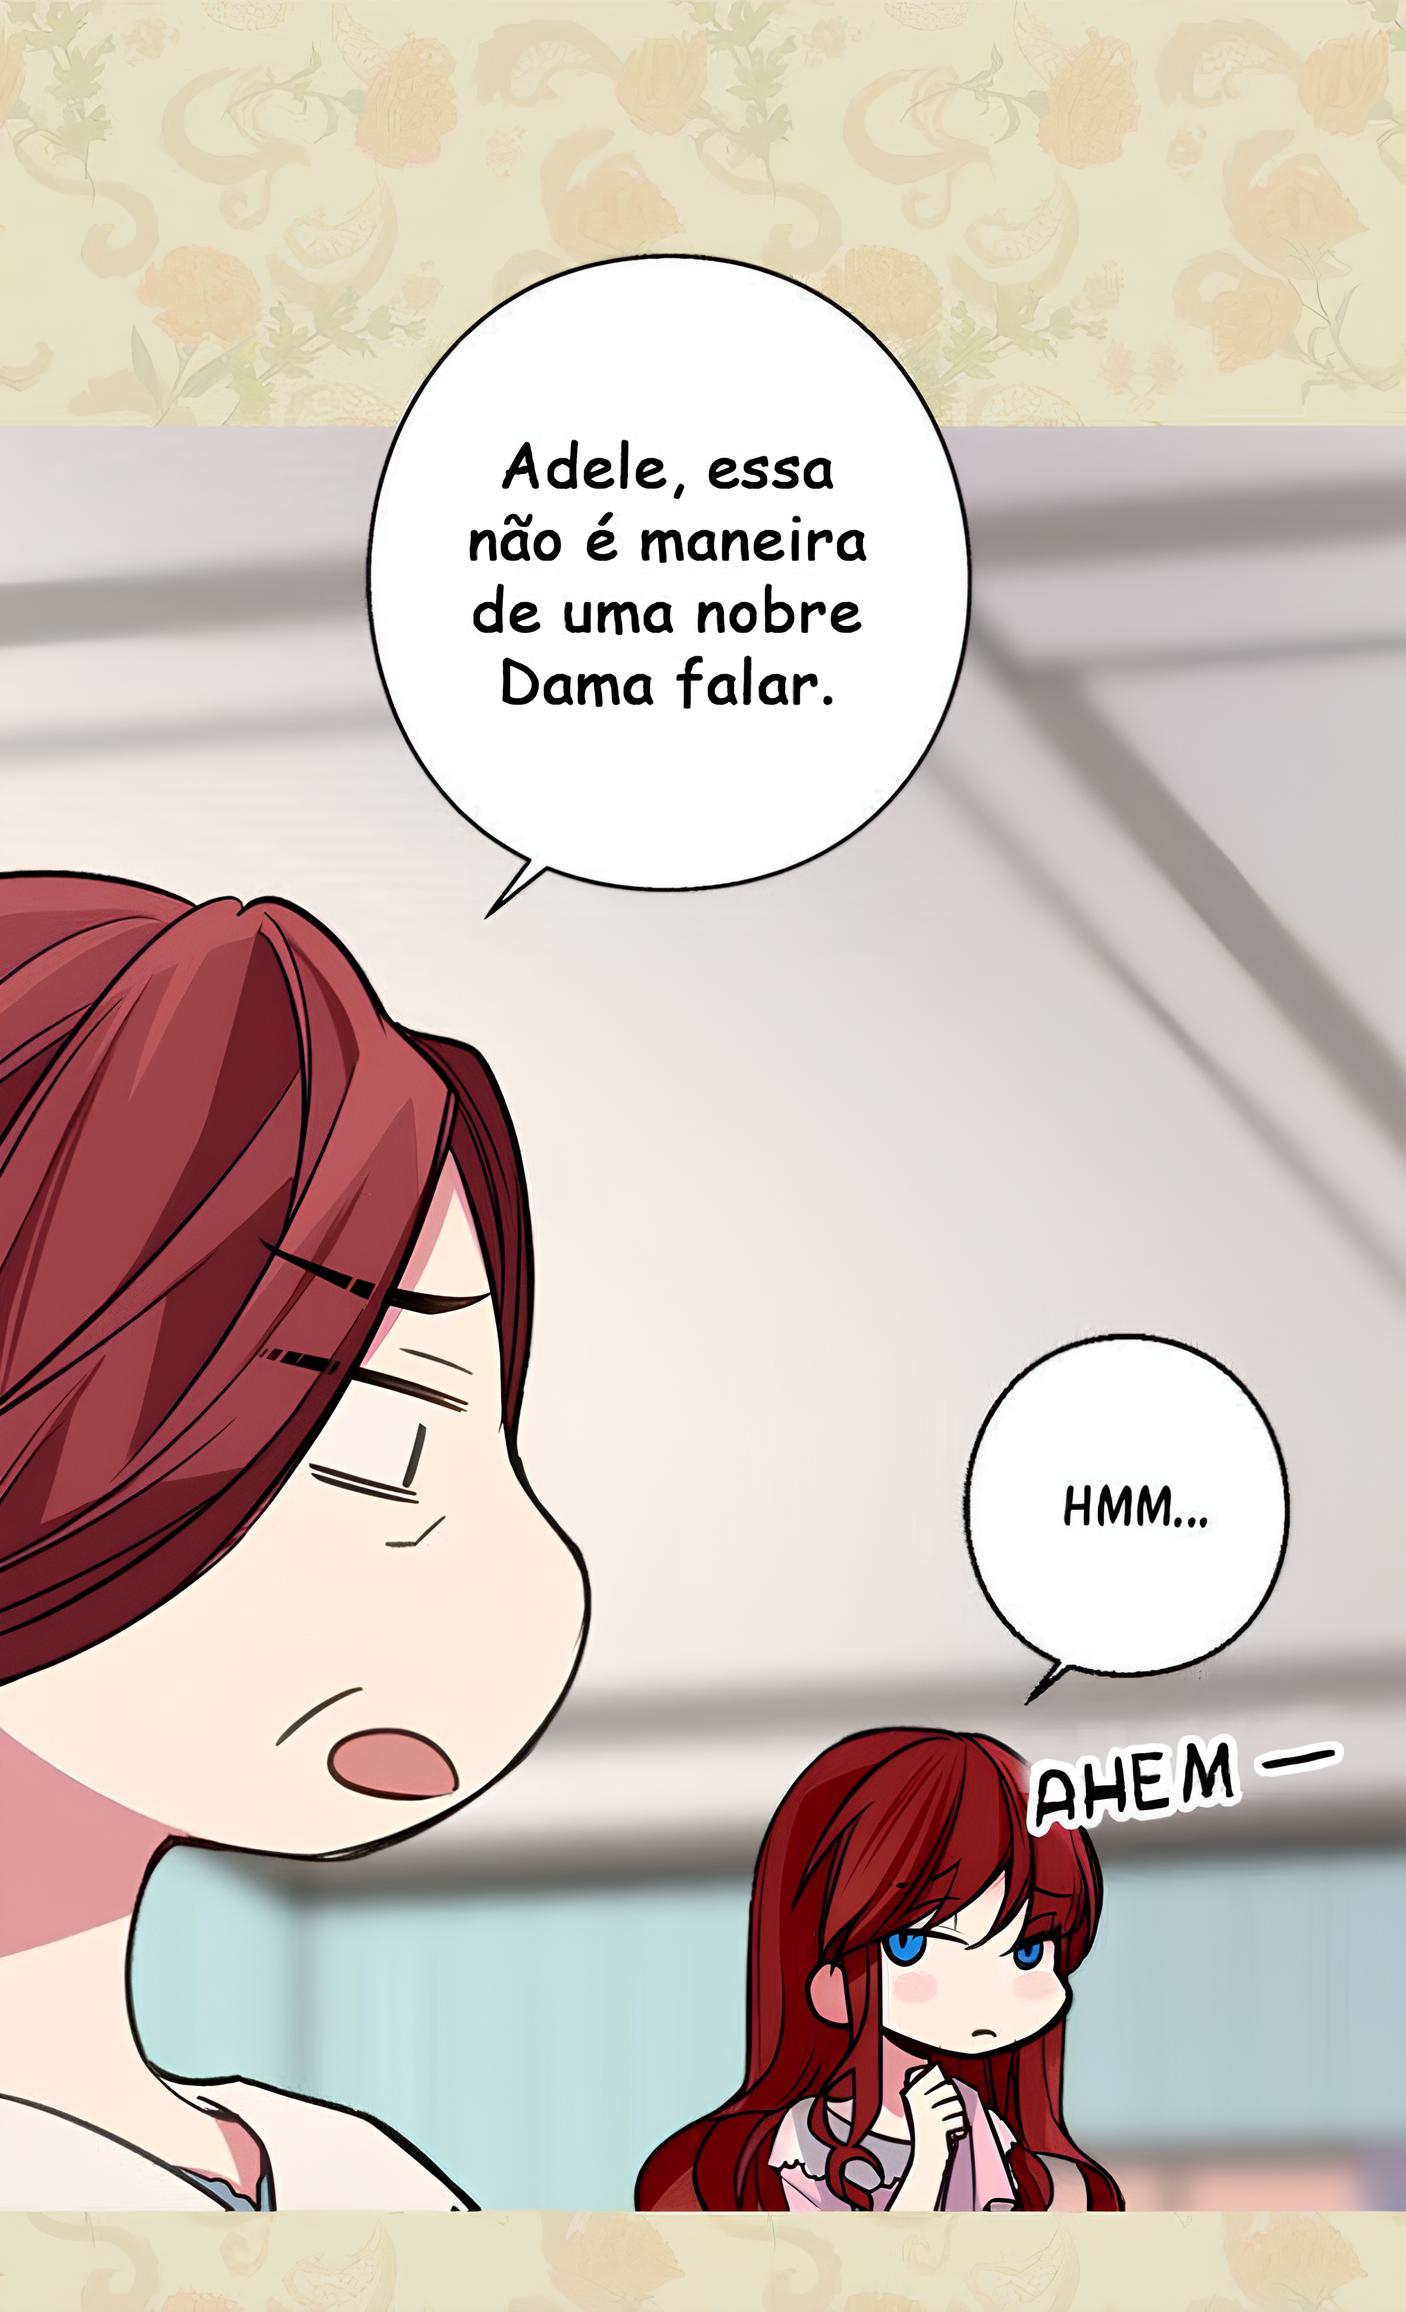 Adele, essa
não é maneira
de uma nobre
Dama falar.
HMM...
AHEM —